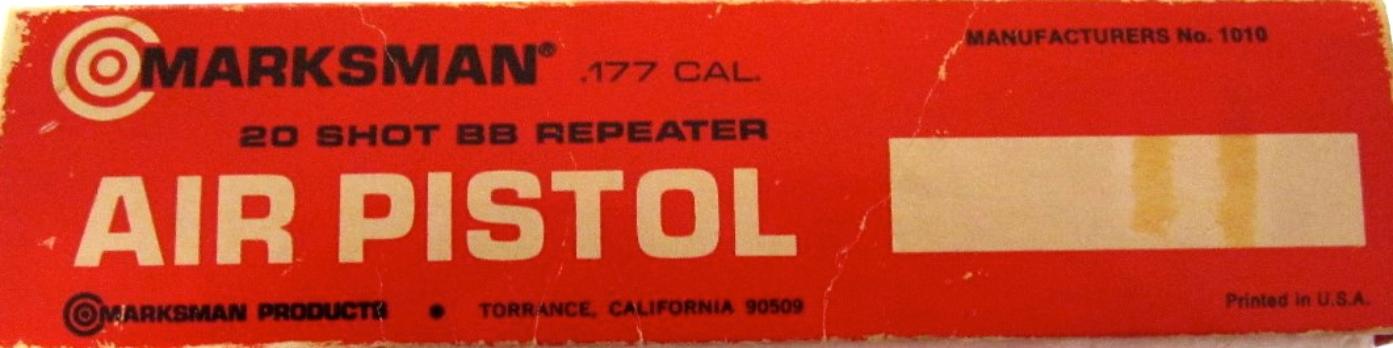 MARKSMAN® .177 CAL.
20 SHOT BB REPEATER
AIR PISTOL
MARKSMAN PRODUCTS • TORRANCE, CALIFORNIA 90509
MANUFACTURERS No. 1010
Printed in U.S.A.